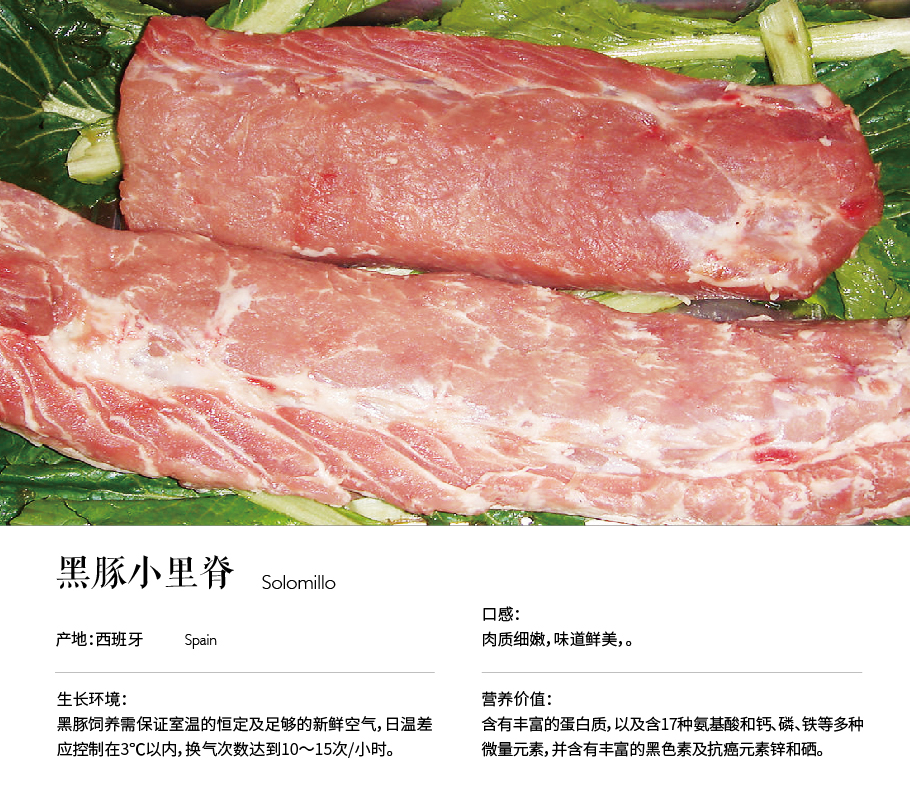 黑豚小里脊 Solomillo
产地：西班牙 Spain
口感：
肉质细嫩，味道鲜美，。
生长环境：
黑豚饲养需保证室温的恒定及足够的新鲜空气，日温差
应控制在3℃以内，换气次数达到10～15次/小时。
营养价值：
含有丰富的蛋白质，以及含17种氨基酸和钙、磷、铁等多种
微量元素，并含有丰富的黑色素及抗癌元素锌和硒。